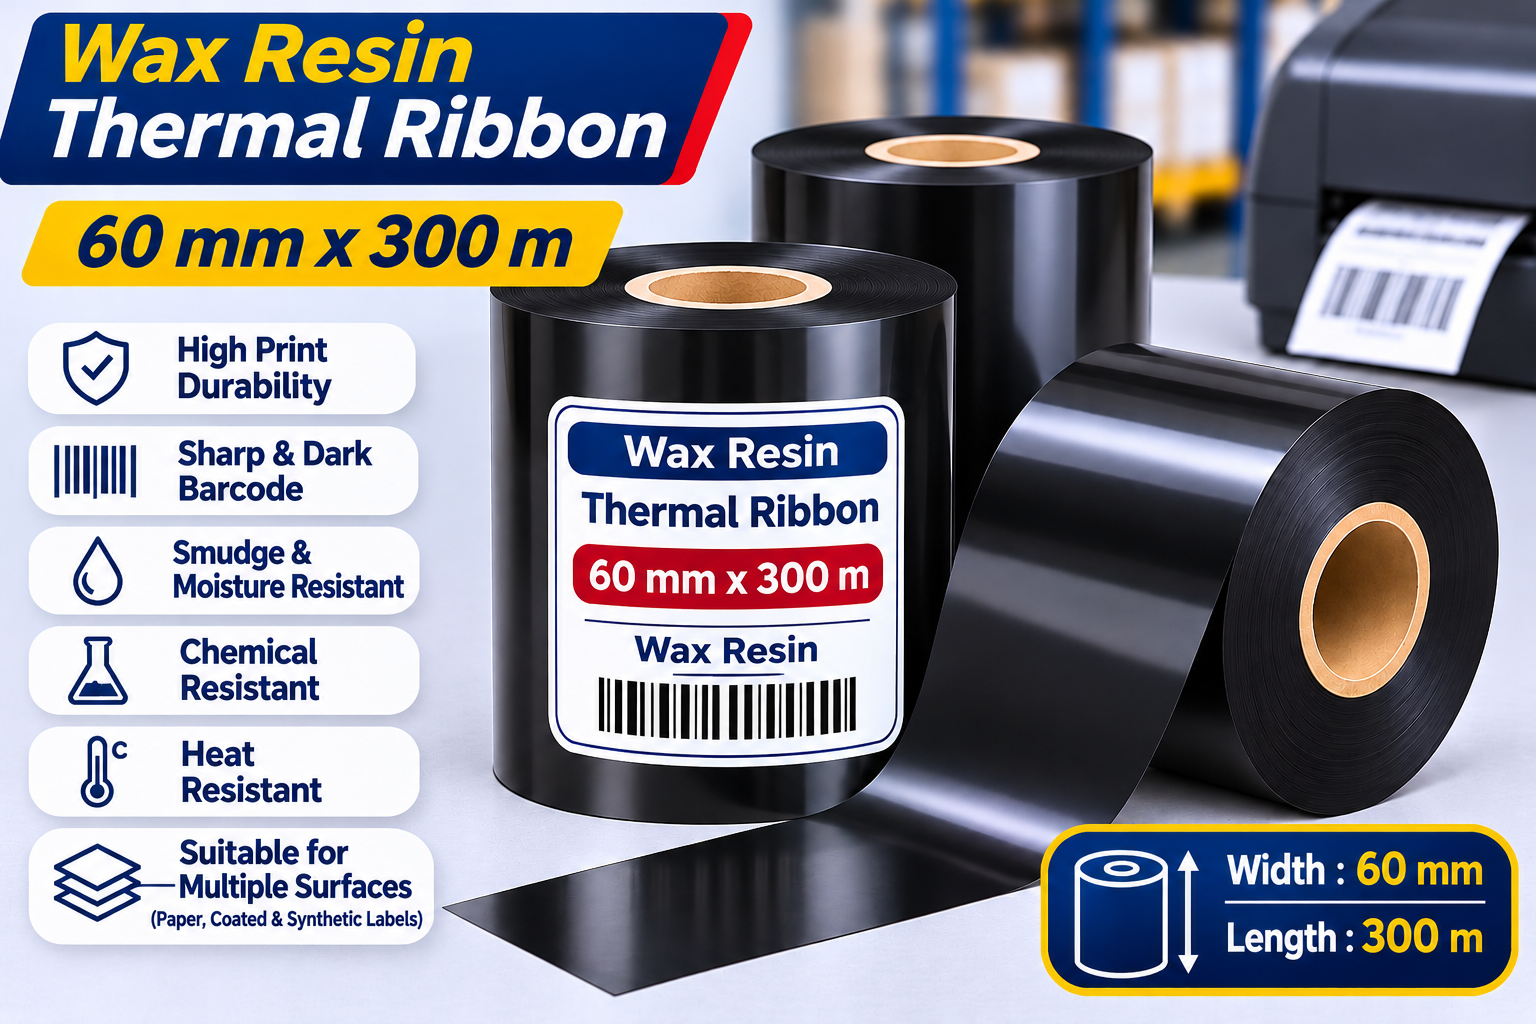 Wax Resin
Thermal Ribbon
60 mm x 300 m
High Print
Durability
Sharp & Dark
Barcode
Smudge &
Moisture Resistant
Chemical
Resistant
C
Heat
Resistant
Suitable for
Multiple Surfaces
(Paper, Coated & Synthetic Labels)
Wax Resin
Thermal Ribbon
60 mm x 300 m
Wax Resin
Width : 60 mm
Length : 300 m